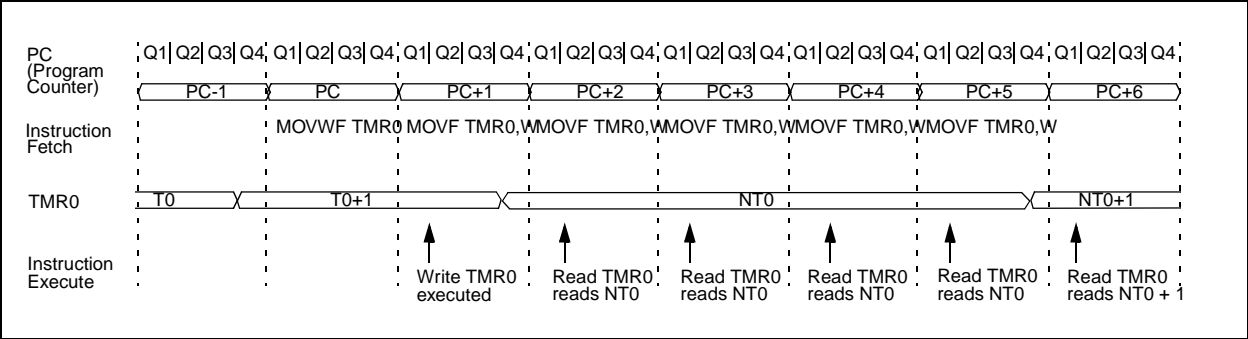 PC
(Program
Counter)
Q1 Q2 Q3 Q4 Q1 Q2 Q3 Q4 Q1 Q2 Q3 Q4 Q1 Q2 Q3 Q4 Q1 Q2 Q3 Q4 Q1 Q2 Q3 Q4 Q1 Q2 Q3 Q4 Q1 Q2 Q3 Q4
PC-1 PC PC+1 PC+2 PC+3 PC+4 PC+5 PC+6
Instruction
Fetch
MOVWF TMR0 MOVF TMR0,W MOVF TMR0,W MOVF TMR0,W MOVF TMR0,W MOVF TMR0,W
TMR0
T0 T0+1 NT0 NT0+1
Instruction
Execute
Write TMR0
executed
Read TMR0
reads NT0
Read TMR0
reads NT0
Read TMR0
reads NT0
Read TMR0
reads NT0
Read TMR0
reads NT0 + 1